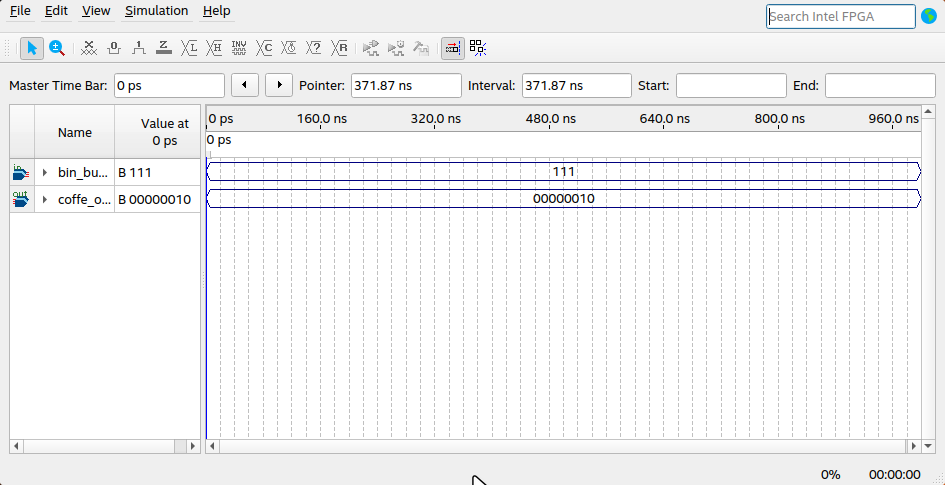 File Edit View Simulation Help
Search Intel FPGA
INV
Master Time Bar: 0 ps Pointer: 371.87 ns Interval: 371.87 ns Start: End:
Name Value at 0 ps
0 ps 160.0 ns 320.0 ns 480.0 ns 640.0 ns 800.0 ns 960.0 ns
0 ps
in bin_bu... B 111 111
out coffe_o... B 00000010 00000010
0% 00:00:00